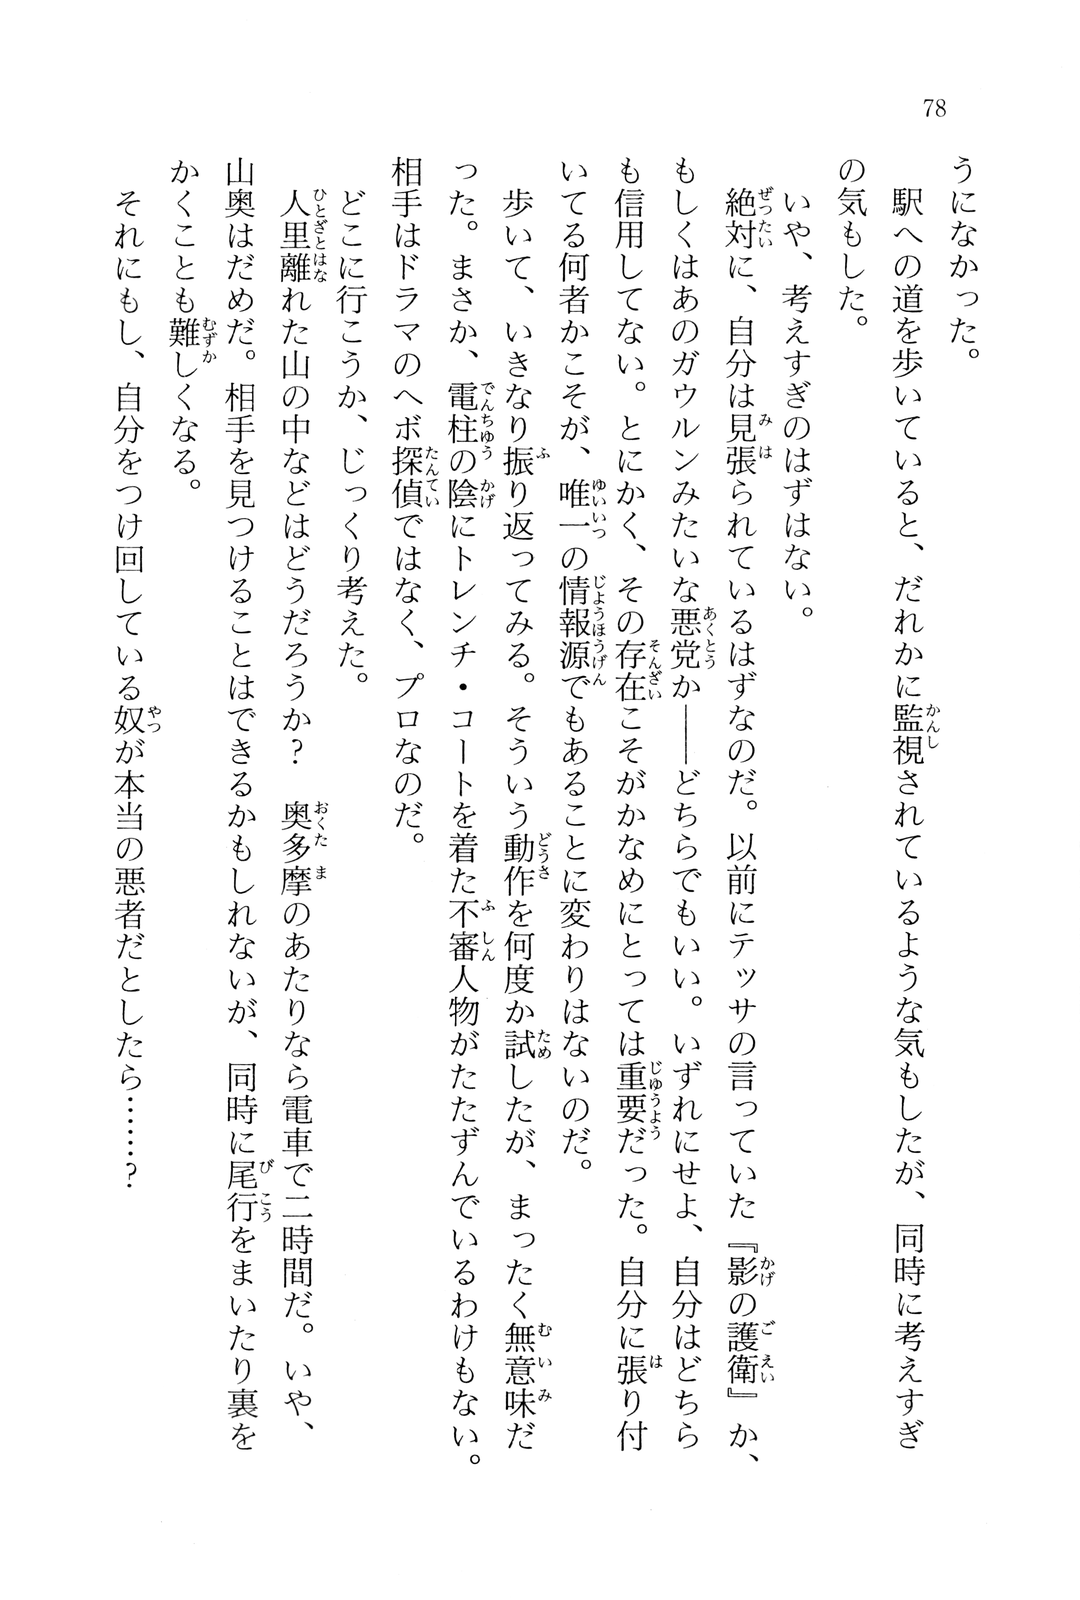 78
うになかった。
駅への道を歩いていると、だれかに監視されているような気もしたが、同時に考えすぎ
の気もした。
いや、考えすぎのはずはない。
絶対に、自分は見張られているはずなのだ。以前にテッサの言っていた『影の護衛』か、
もしくはあのガウルンみたいな悪党か――どちらでもいい。いずれにせよ、自分はどちら
も信用してない。とにかく、その存在こそがかなめにとっては重要だった。自分に張り付
いてる何者かこそが、唯一の情報源でもあることに変わりはないのだ。
歩いて、いきなり振り返ってみる。そういう動作を何度か試したが、まったく無意味だ
った。まさか、電柱の陰にトレンチ・コートを着た不審人物がたたずんでいるわけもない。
相手はドラマのヘボ探偵ではなく、プロなのだ。
どこに行こうか、じっくり考えた。
人里離れた山の中などはどうだろうか？　奥多摩のあたりなら電車で二時間だ。いや、
山奥はだめだ。相手を見つけることはできるかもしれないが、同時に尾行をまいたり裏を
かくことも難しくなる。
それにもし、自分をつけ回している奴が本当の悪者だとしたら……？